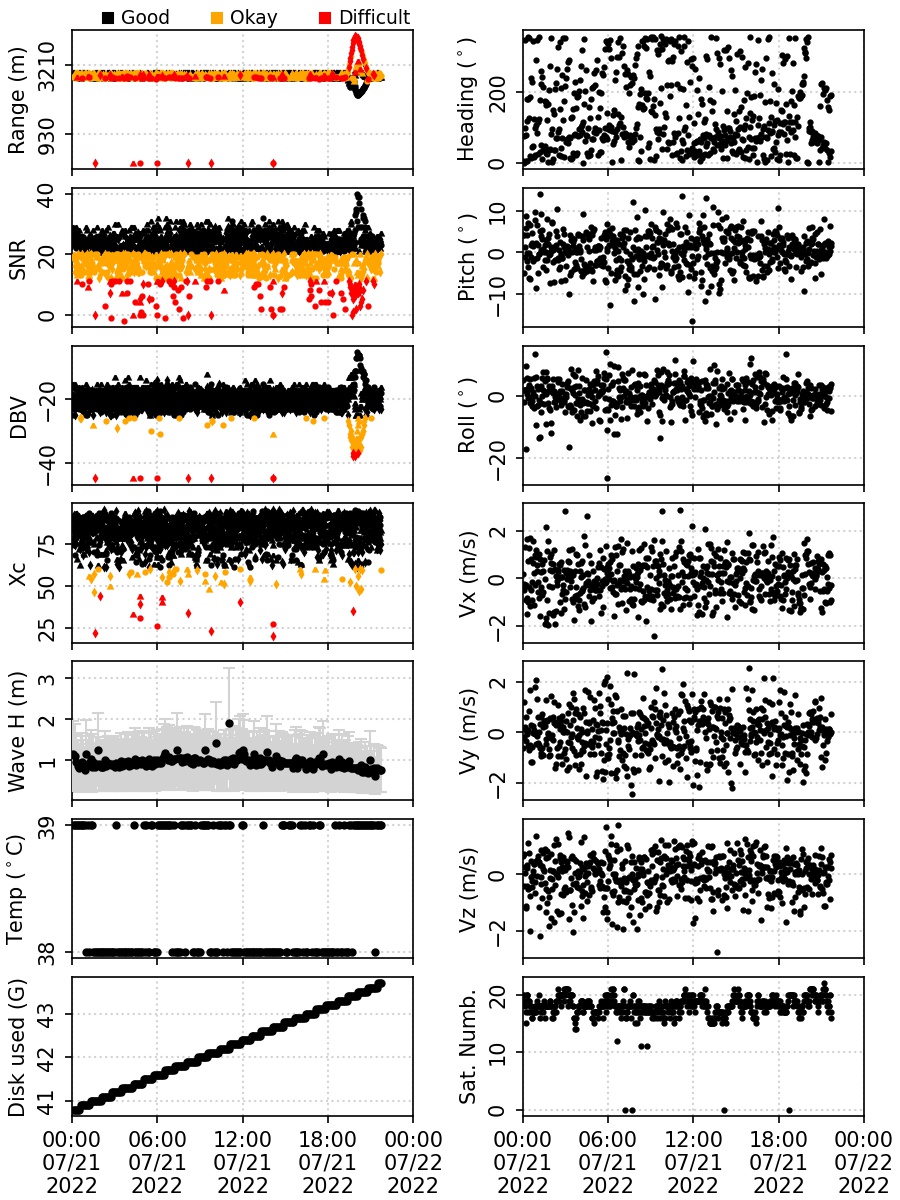 Good Okay Difficult
Range (m)
3210
930
Heading (°)
200
0
SNR
40
20
0
Pitch (°)
10
0
−10
DBV
−20
−40
Roll (°)
0
−20
Xc
75
50
25
Vx (m/s)
2
0
−2
Wave H (m)
3
2
1
Vy (m/s)
2
0
−2
Temp (°C)
39
38
Vz (m/s)
0
−2
Disk used (G)
43
42
41
Sat. Numb.
20
10
0
00:00 06:00 12:00 18:00 00:00
07/21 07/21 07/21 07/21 07/22
2022 2022 2022 2022 2022
00:00 06:00 12:00 18:00 00:00
07/21 07/21 07/21 07/21 07/22
2022 2022 2022 2022 2022